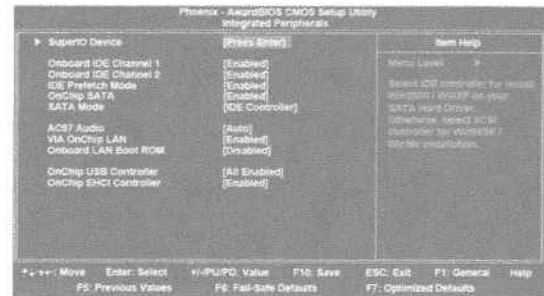 Phoenix - AwardBIOS CMOS Setup Utility
Integrated Peripherals
SuperIO Device [Press Enter]
Onboard IDE Channel 1 [Enabled]
Onboard IDE Channel 2 [Enabled]
IDE Prefetch Mode [Enabled]
OnChip SATA [Enabled]
SATA Mode [IDE Controller]
AC97 Audio [Auto]
VIA OnChip LAN [Enabled]
Onboard LAN Boot ROM [Disabled]
OnChip USB Controller [All Enabled]
OnChip EHCI Controller [Enabled]
Item Help
Menu Level >
Select IDE controller for install
on your
SATA Hard Driver.
Otherwise, select SCSI
controller for
installation.
: Move Enter: Select +/-/PU/PD: Value F10: Save ESC: Exit F1: General Help
F5: Previous Values F6: Fail-Safe Defaults F7: Optimized Defaults